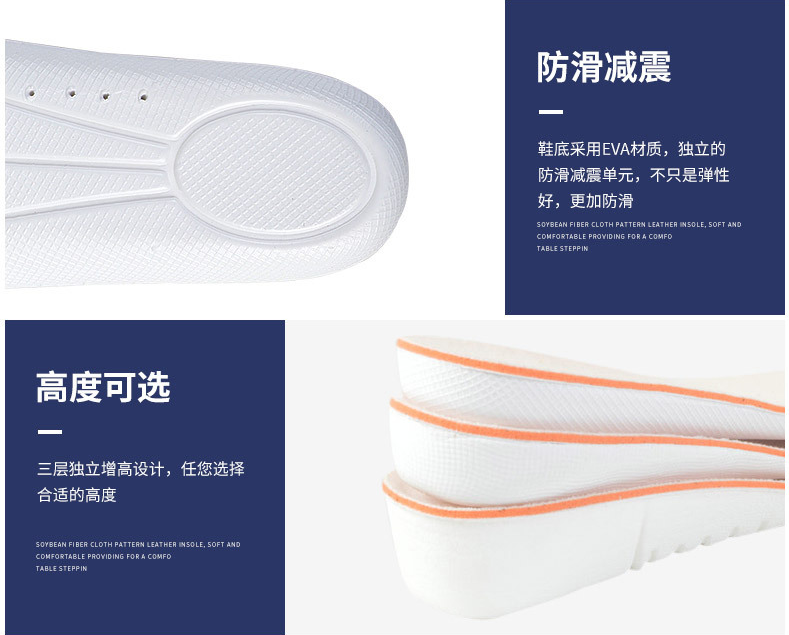 防滑减震
鞋底采用EVA材质，独立的
防滑减震单元，不只是弹性
好，更加防滑
SOYBEAN FIBER CLOTH PATTERN LEATHER INSOLE, SOFT AND
COMFORTABLE PROVIDING FOR A COMFO
TABLE STEPPIN
高度可选
三层独立增高设计，任您选择
合适的高度
SOYBEAN FIBER CLOTH PATTERN LEATHER INSOLE, SOFT AND
COMFORTABLE PROVIDING FOR A COMFO
TABLE STEPPIN